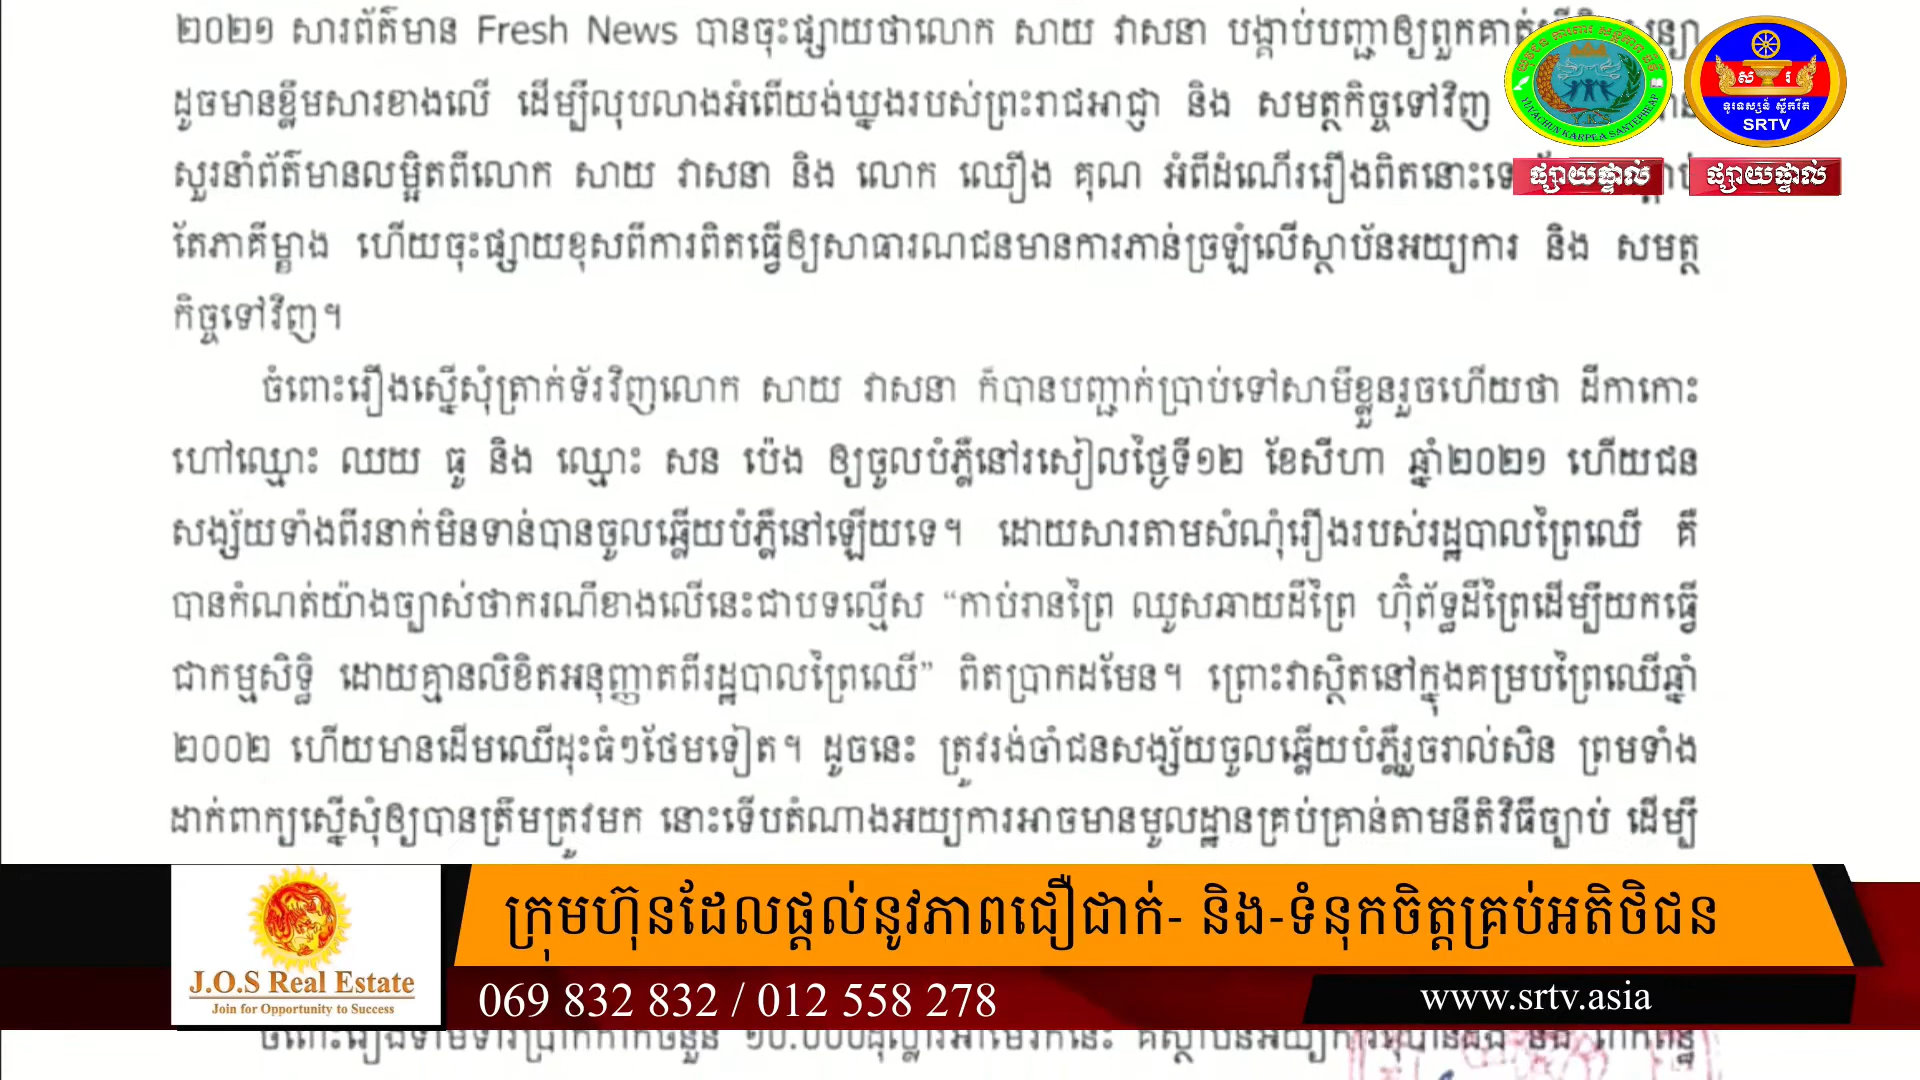 ២០២១ សារព័ត៌មាន Fresh News បានចុះផ្សាយថាលោក សាយ វាសនា បង្គាប់បញ្ជាឲ្យពួកគាត់
ដូចមានខ្លឹមសារខាងលើ ដើម្បីលុបលាងអំពើយង់ឃ្នងរបស់ព្រះរាជអាជ្ញា និង សមត្ថកិច្ចទៅវិញ
សួរនាំព័ត៌មានលម្អិតពីលោក សាយ វាសនា និង លោក ឈឿង គុណ អំពីដំណើររឿងពិតនោះទេ
តែភាគីម្ខាង ហើយចុះផ្សាយខុសពីការពិតធ្វើឲ្យសាធារណជនមានការភាន់ច្រឡំលើស្ថាប័នអយ្យការ និង សមត្ថ
កិច្ចទៅវិញ។
ចំពោះរឿងស្នើសុំត្រាក់ទ័រវិញលោក សាយ វាសនា ក៏បានបញ្ជាក់ប្រាប់ទៅសាមីខ្លួនរួចហើយថា ដីកាកោះ
ហៅឈ្មោះ ឈយ ធូ និង ឈ្មោះ សន ប៉េង ឲ្យចូលបំភ្លឺនៅរសៀលថ្ងៃទី១២ ខែសីហា ឆ្នាំ២០២១ ហើយជន
សង្ស័យទាំងពីរនាក់មិនទាន់បានចូលឆ្លើយបំភ្លឺនៅឡើយទេ។ ដោយសារតាមសំណុំរឿងរបស់រដ្ឋបាលព្រៃឈើ គឺ
បានកំណត់យ៉ាងច្បាស់ថាករណីខាងលើនេះជាបទល្មើស “កាប់រានព្រៃ ឈូសឆាយដីព្រៃ ហ៊ុំព័ទ្ធដីព្រៃដើម្បីយកធ្វើ
ជាកម្មសិទ្ធិ ដោយគ្មានលិខិតអនុញ្ញាតពីរដ្ឋបាលព្រៃឈើ” ពិតប្រាកដមែន។ ព្រោះវាស្ថិតនៅក្នុងគម្របព្រៃឈើឆ្នាំ
២០០២ ហើយមានដើមឈើដុះធំៗថែមទៀត។ ដូចនេះ ត្រូវរង់ចាំជនសង្ស័យចូលឆ្លើយបំភ្លឺរួចរាល់សិន ព្រមទាំង
ដាក់ពាក្យស្នើសុំឲ្យបានត្រឹមត្រូវមក នោះទើបតំណាងអយ្យការអាចមានមូលដ្ឋានគ្រប់គ្រាន់តាមនីតិវិធីច្បាប់ ដើម្បី
YUVACHUN KARPEA SANTEPHEAP
Y.K.S
ស រ
ទូរទស្សន៍ ស្ទឹករីត
SRTV
ផ្សាយផ្ទាល់
ផ្សាយផ្ទាល់
J.O.S Real Estate
Join for Opportunity to Success
ក្រុមហ៊ុនដែលផ្តល់នូវភាពជឿជាក់- និង-ទំនុកចិត្តគ្រប់អតិថិជន
069 832 832 / 012 558 278
www.srtv.asia